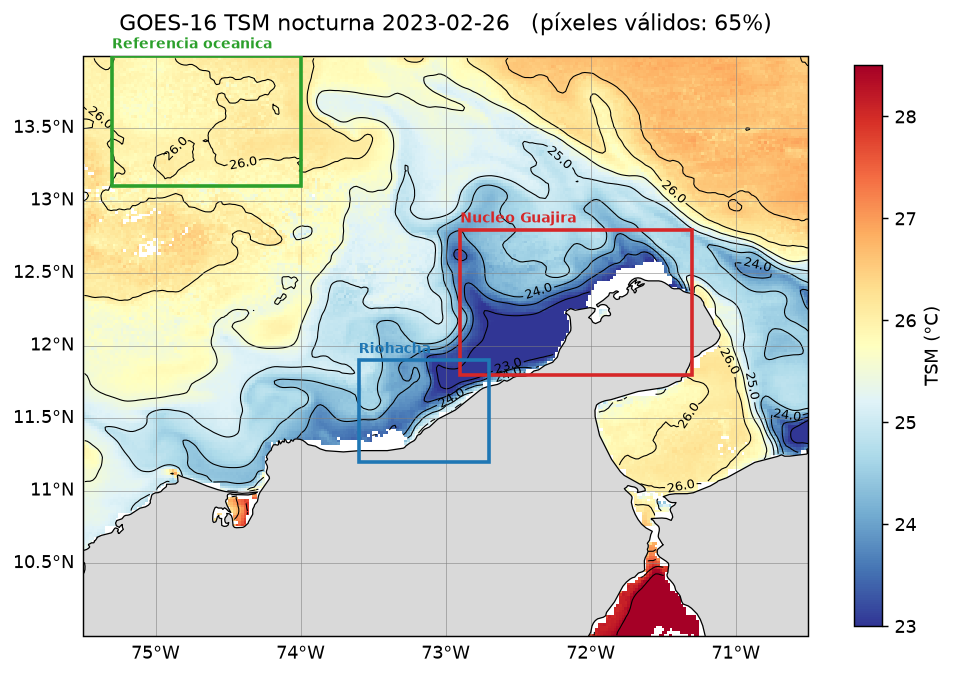 GOES-16 TSM nocturna 2023-02-26   (píxeles válidos: 65%)
Referencia oceanica
26.0
26.0
26.0
13.5°N
25.0
26.0
13°N
Nucleo Guajira
12.5°N
24.0
24.0
12°N
Riohacha
23.0
26.0
25.0
24.0
11.5°N
26.0
24.0
11°N
26.0
10.5°N
75°W
74°W
73°W
72°W
71°W
28
27
26
25
24
23
TSM (°C)